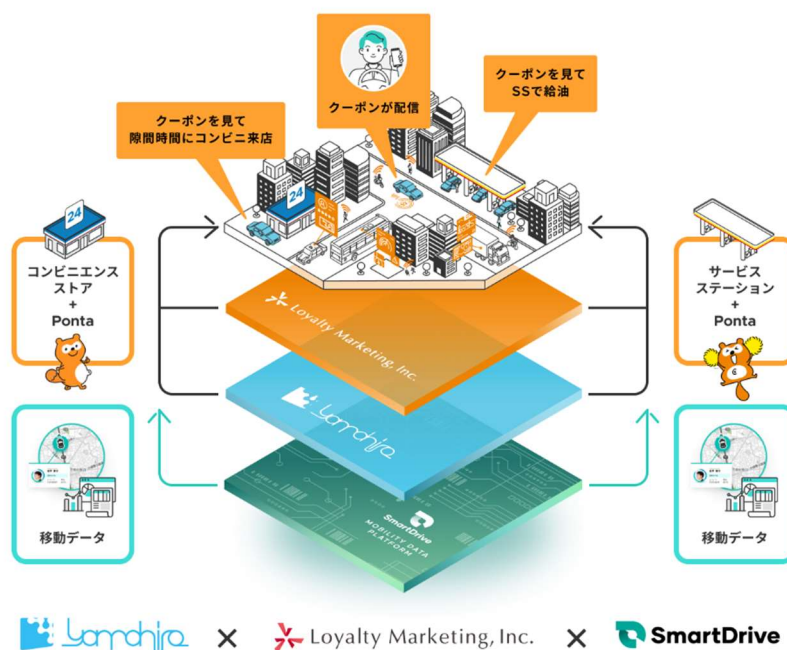 クーポンを見て
SSで給油
クーポンが配信
クーポンを見て
隙間時間にコンビニ来店
24
24
コンビニエンス
ストア
+
Ponta
サービス
ステーション
+
Ponta
Loyalty Marketing, Inc.
yamahira
SmartDrive
MOBILITY DATA
PLATFORM
移動データ
移動データ
yamahira × Loyalty Marketing, Inc. × SmartDrive